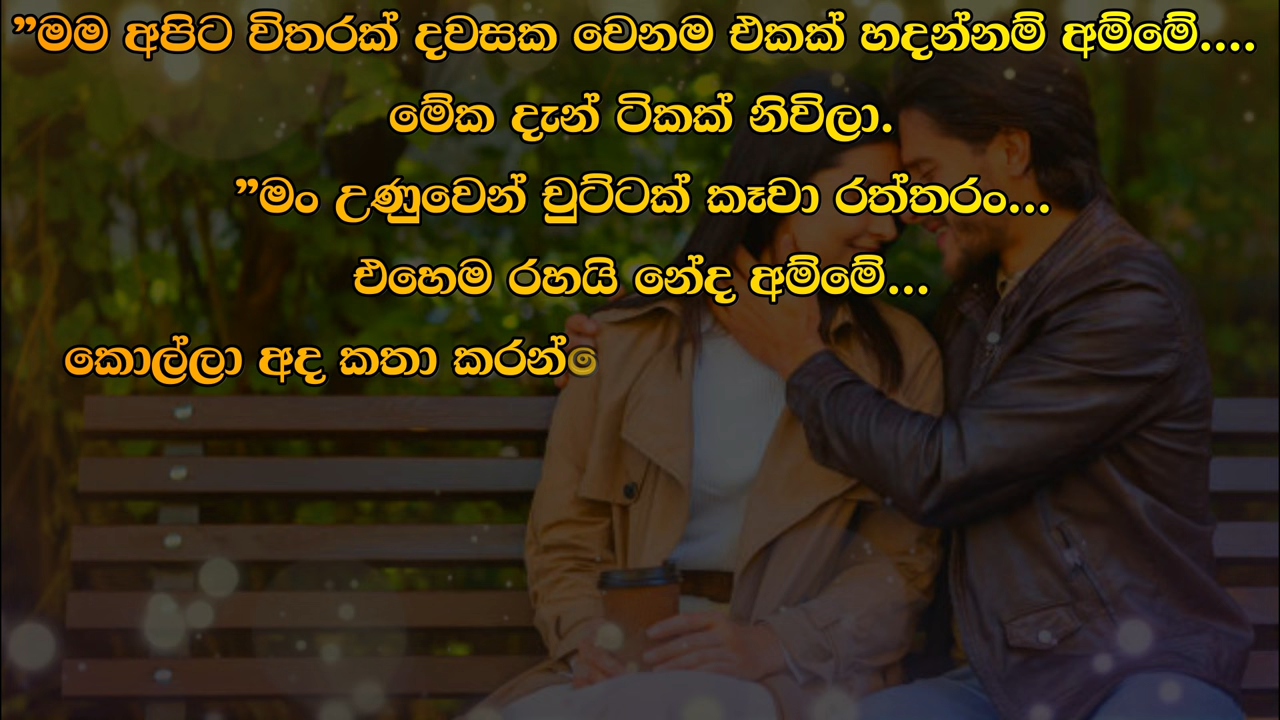 ”මම අපිට විතරක් දවසක වෙනම එකක් හදන්නම් අම්මේ....
මේක දැන් ටිකක් නිවිලා.
”මං උණුවෙන් චුට්ටක් කෑවා රත්තරං...
එහෙම රහයි නේද අම්මේ...
කොල්ලා අද කතා